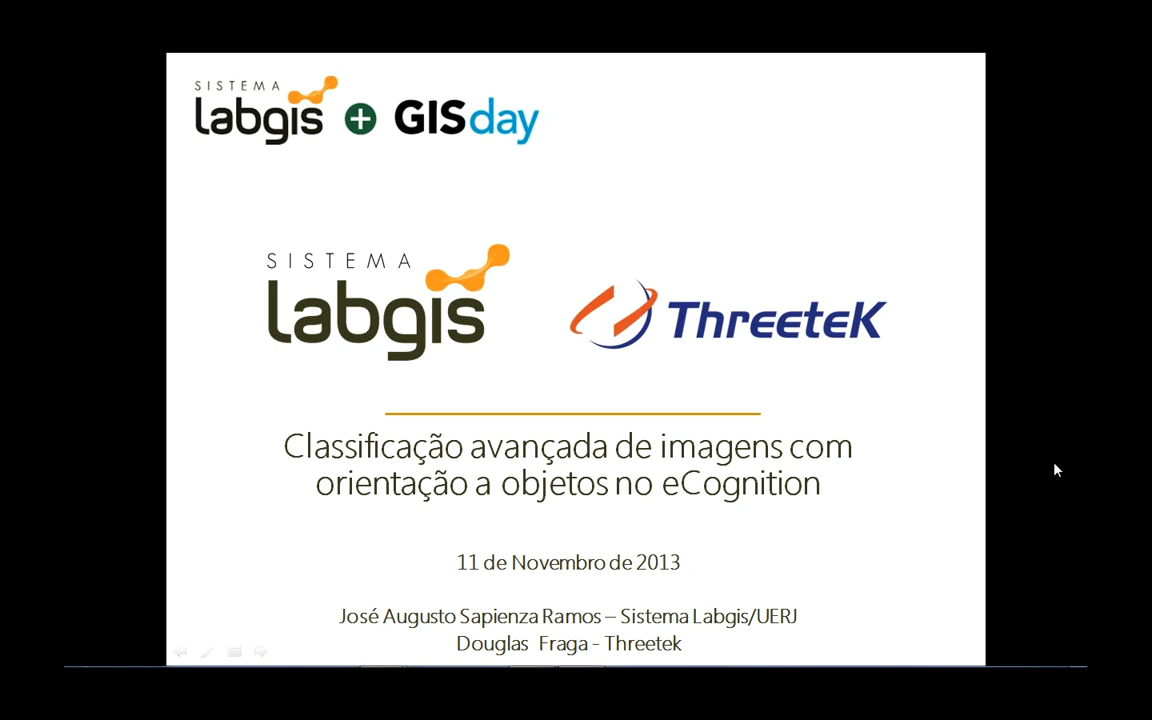 SISTEMA
labgis + GISday
SISTEMA
labgis
ThreeteK
Classificação avançada de imagens com
orientação a objetos no eCognition
11 de Novembro de 2013
José Augusto Sapienza Ramos – Sistema Labgis/UERJ
Douglas Fraga - Threetek